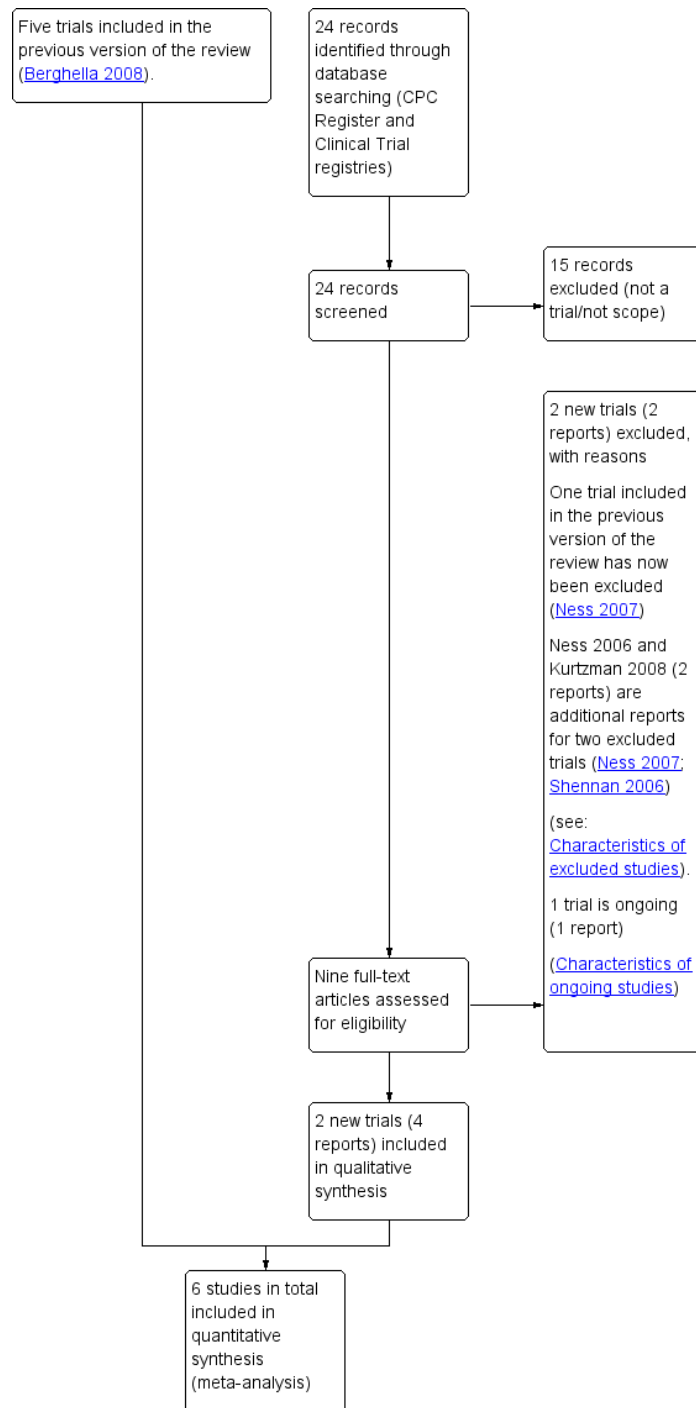 Five trials included in the
previous version of the review
(Berghella 2008).
24 records
identified through
database
searching (CPC
Register and
Clinical Trial
registries)
24 records
screened
15 records
excluded (not a
trial/not scope)
2 new trials (2
reports) excluded,
with reasons
One trial included
in the previous
version of the
review has now
been excluded
(Ness 2007)
Ness 2006 and
Kurtzman 2008 (2
reports) are
additional reports
for two excluded
trials (Ness 2007;
Shennan 2006)
(see:
Characteristics of
excluded studies).
1 trial is ongoing
(1 report)
(Characteristics of
ongoing studies)
Nine full-text
articles assessed
for eligibility
2 new trials (4
reports) included
in qualitative
synthesis
6 studies in total
included in
quantitative
synthesis
(meta-analysis)